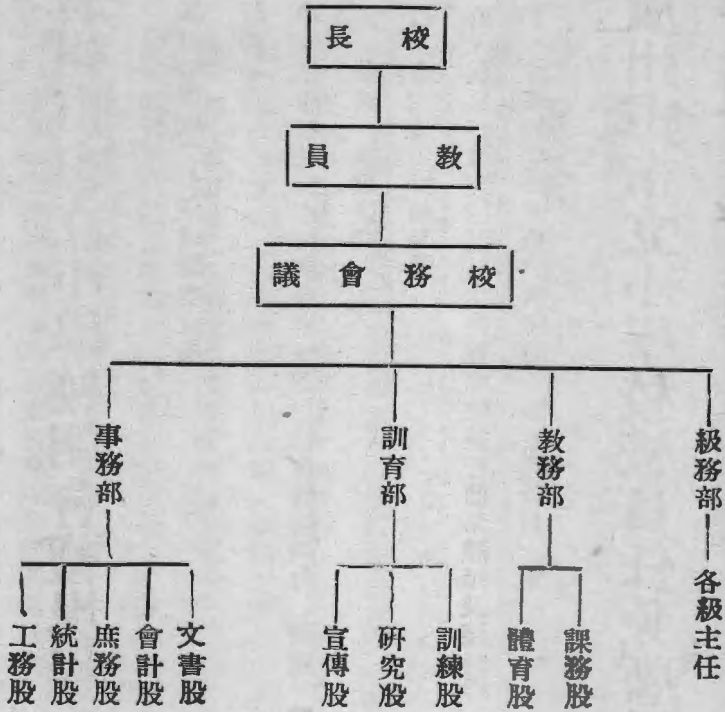 校長
教員
校務會議
級務部
教務部
訓育部
事務部
各級主任
課務股
體育股
訓練股
研究股
宣傳股
文書股
會計股
庶務股
統計股
工務股